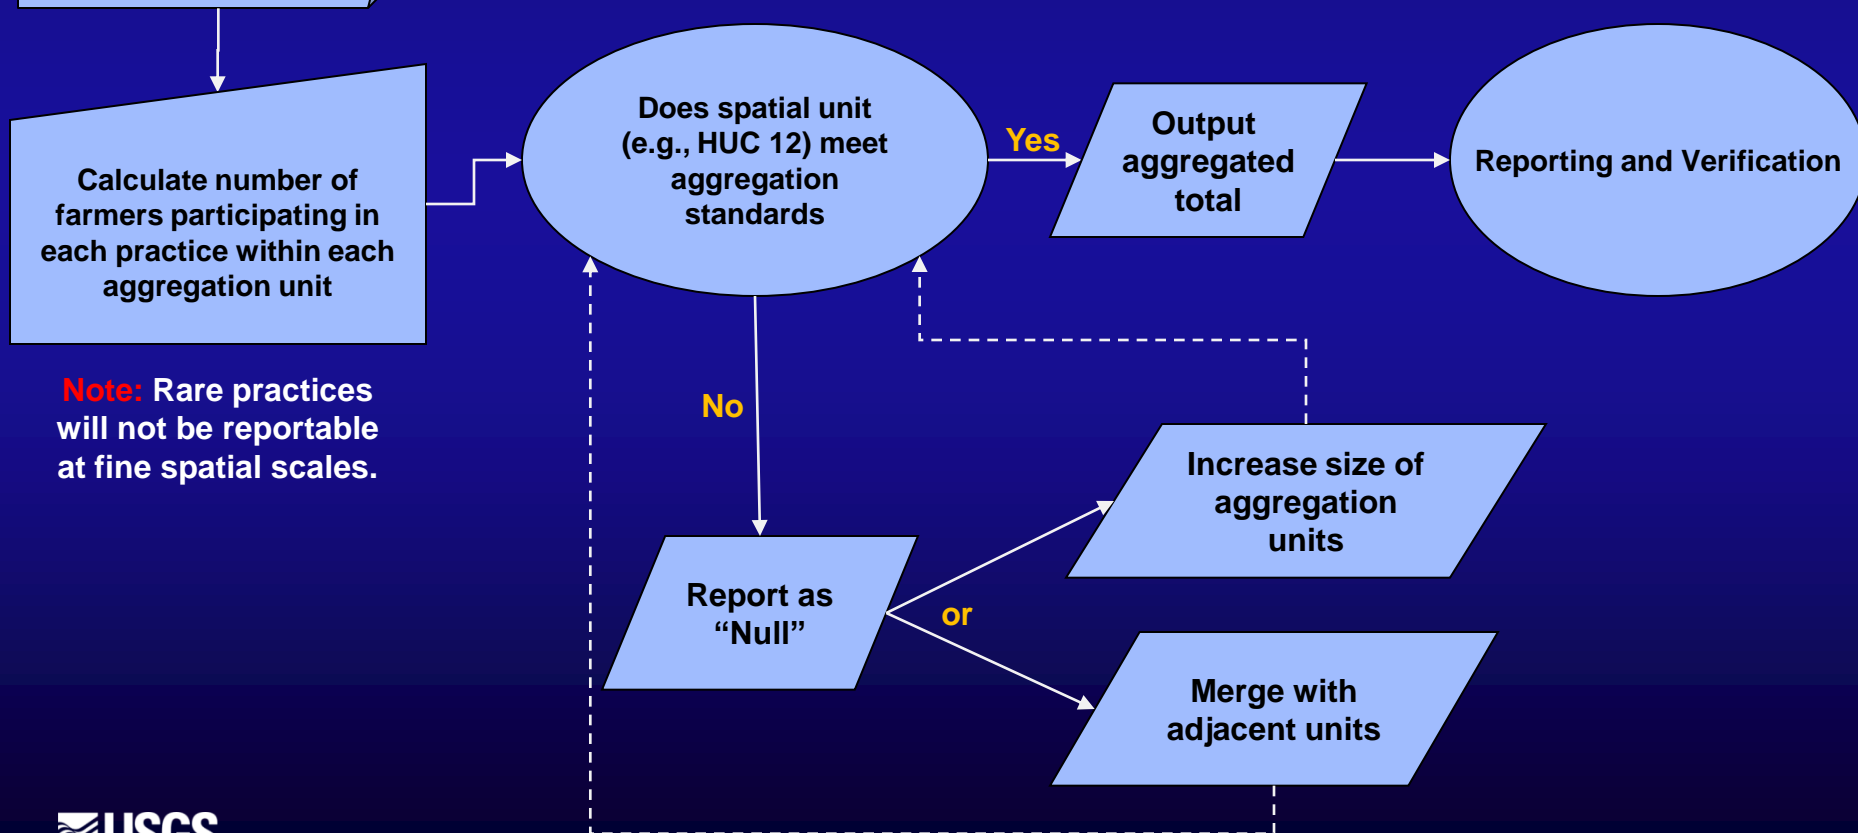 Calculate number of
farmers participating in
each practice within each
aggregation unit
Does spatial unit
(e.g., HUC 12) meet
aggregation
standards
Yes
Output
aggregated
total
Reporting and Verification
Note: Rare practices
will not be reportable
at fine spatial scales.
No
Increase size of
aggregation
units
Report as
“Null”
or
Merge with
adjacent units
USGS